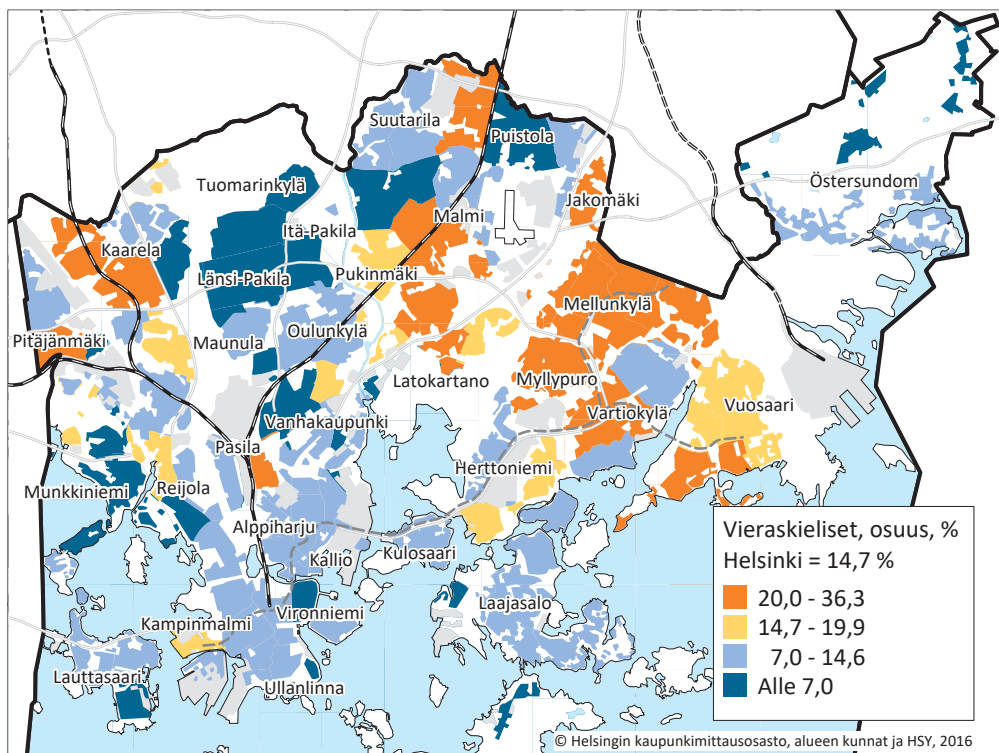 Suutarila
Puistola
Tuomarinkylä
Östersundom
Jakomäki
Malmi
Itä-Pakila
Kaarela
Länsi-Pakila
Pukinmäki
Mellunkylä
Oulunkylä
Maunula
Pitäjänmäki
Latokartano
Myllypuro
Vuosaari
Vartiokylä
Vanhakaupunki
Pasila
Herttoniemi
Munkkiniemi
Reijola
Alppiharju
Kallio
Kulosaari
Laajasalo
Vironniemi
Kampinmalmi
Lauttasaari
Ullanlinna
Vieraskieliset, osuus, %
Helsinki = 14,7 %
20,0 - 36,3
14,7 - 19,9
7,0 - 14,6
Alle 7,0
© Helsingin kaupunkimittausosasto, alueen kunnat ja HSY, 2016